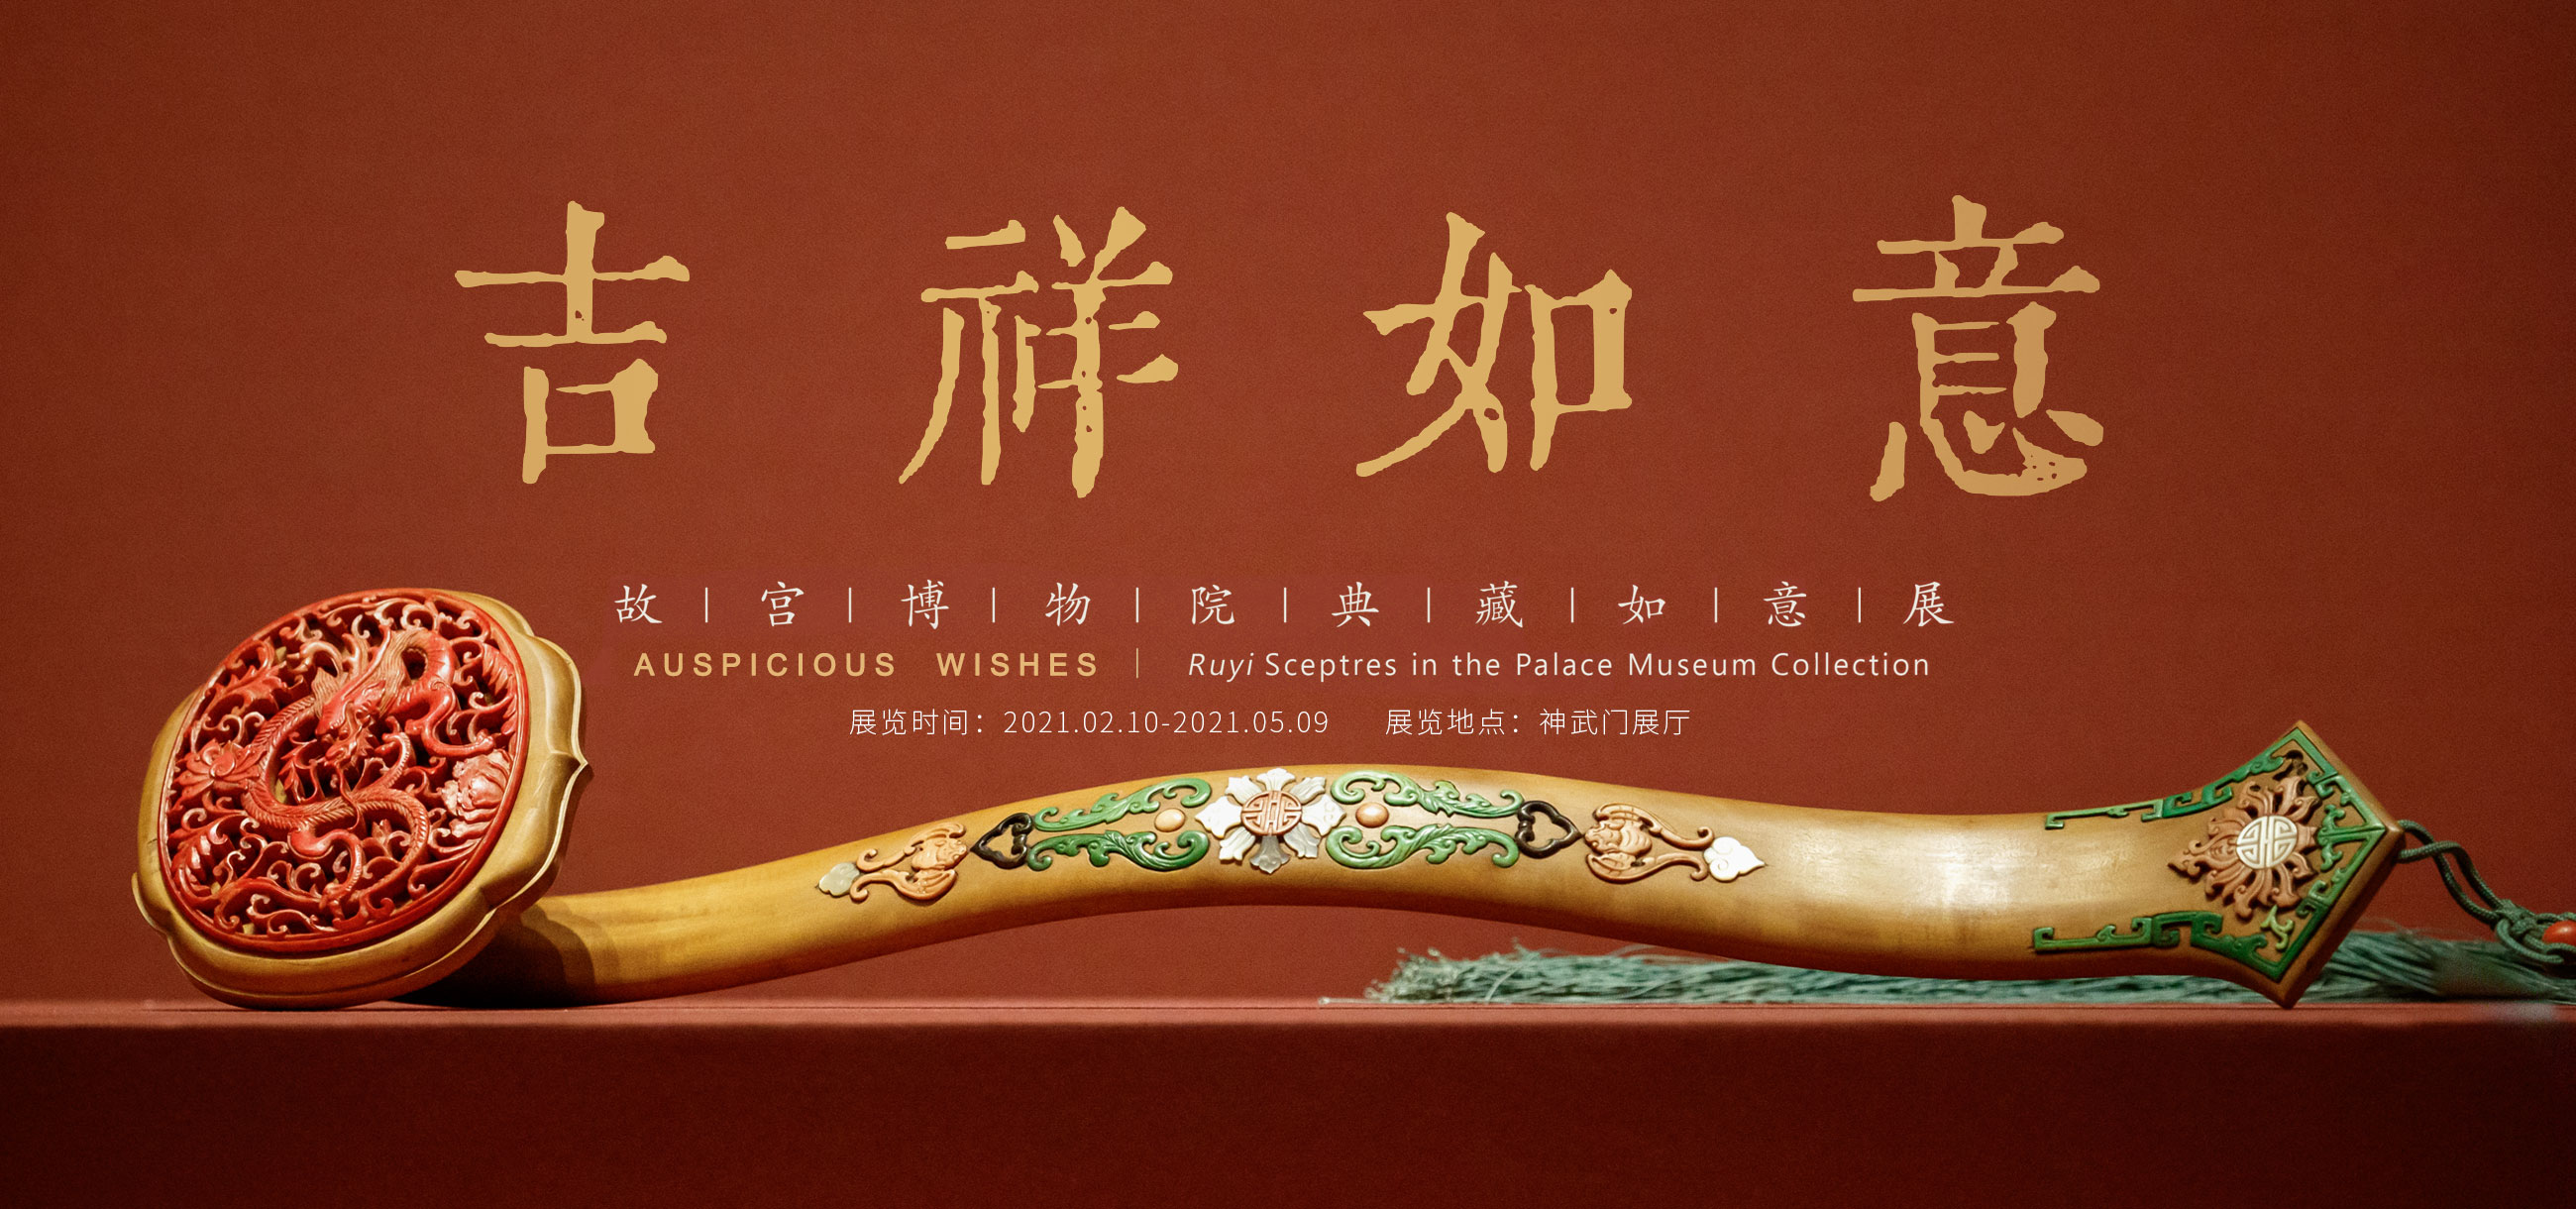 吉祥如意
故|宫|博|物|院|典|藏|如|意|展
AUSPICIOUS WISHES | Ruyi Sceptres in the Palace Museum Collection
展览时间：2021.02.10-2021.05.09 展览地点：神武门展厅